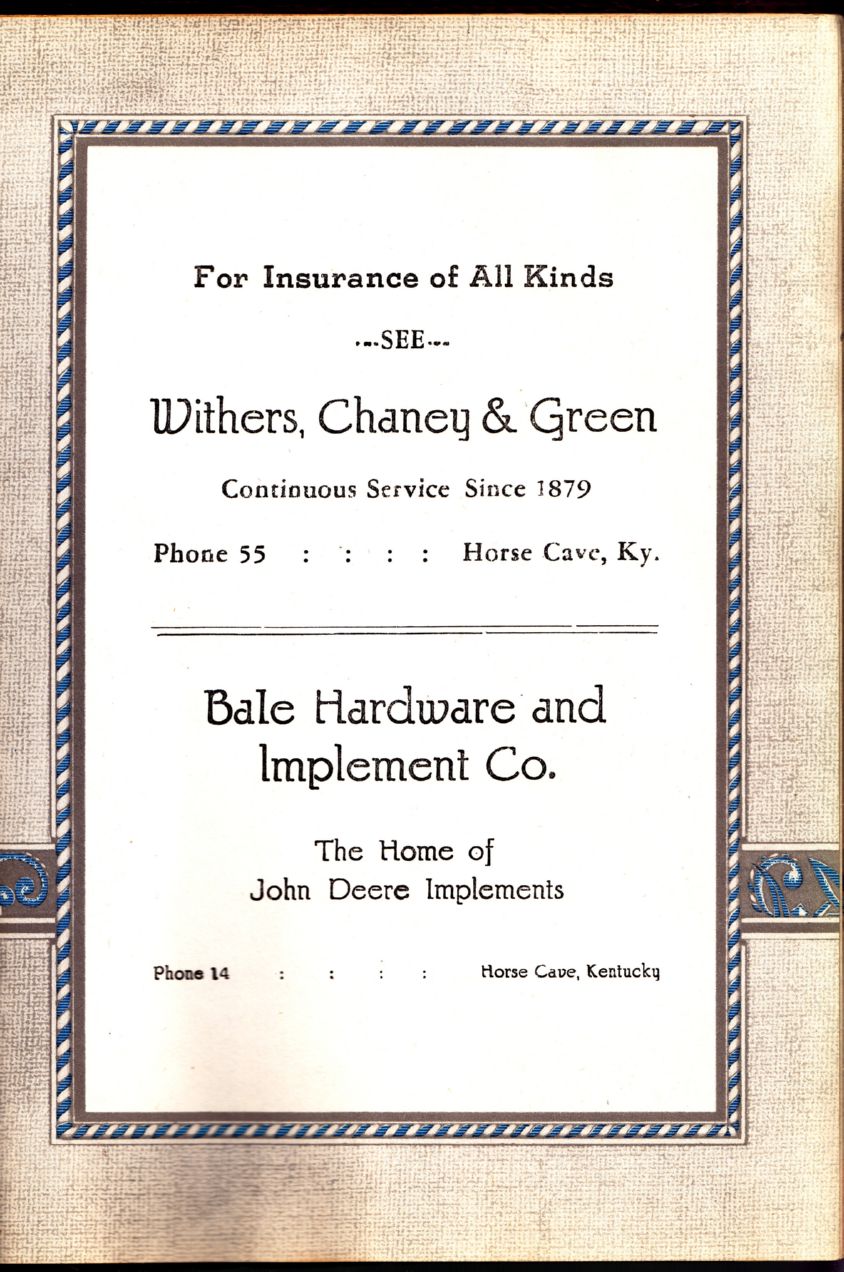 For Insurance of All Kinds
---SEE---
Withers, Chaney & Green
Continuous Service Since 1879
Phone 55 : : : : Horse Cave, Ky.
Bale Hardware and
Implement Co.
The Home of
John Deere Implements
Phone 14 : : : : Horse Cave, Kentucky